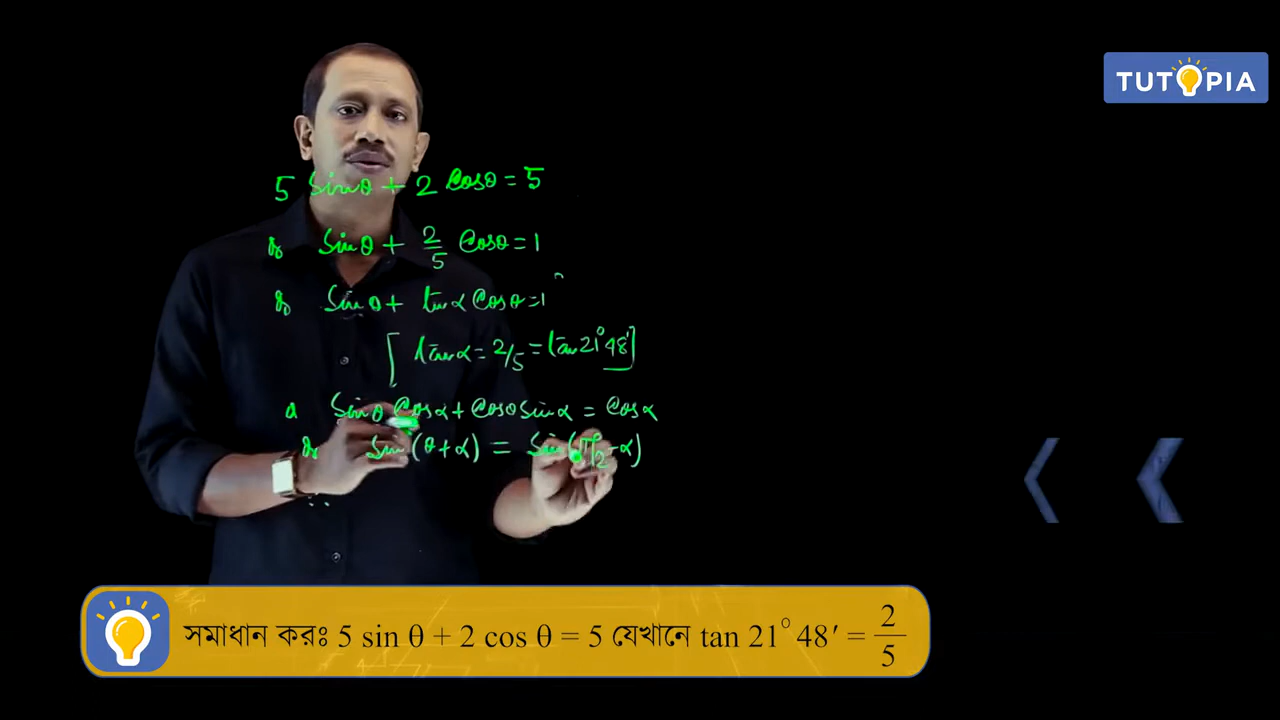 TUTOPIA
5 Sinθ + 2 Cosθ = 5
Sinθ + 2/5 Cosθ = 1
Sinθ + tanα Cosθ = 1
[ tanα = 2/5 = tan 21°48′ ]
Sinθ Cosα + Cosθ Sinα = Cosα
Sin (θ+α) = Sin (π/2 - α)
সমাধান করঃ 5 sin θ + 2 cos θ = 5 যেখানে tan 21° 48′ = 2/5